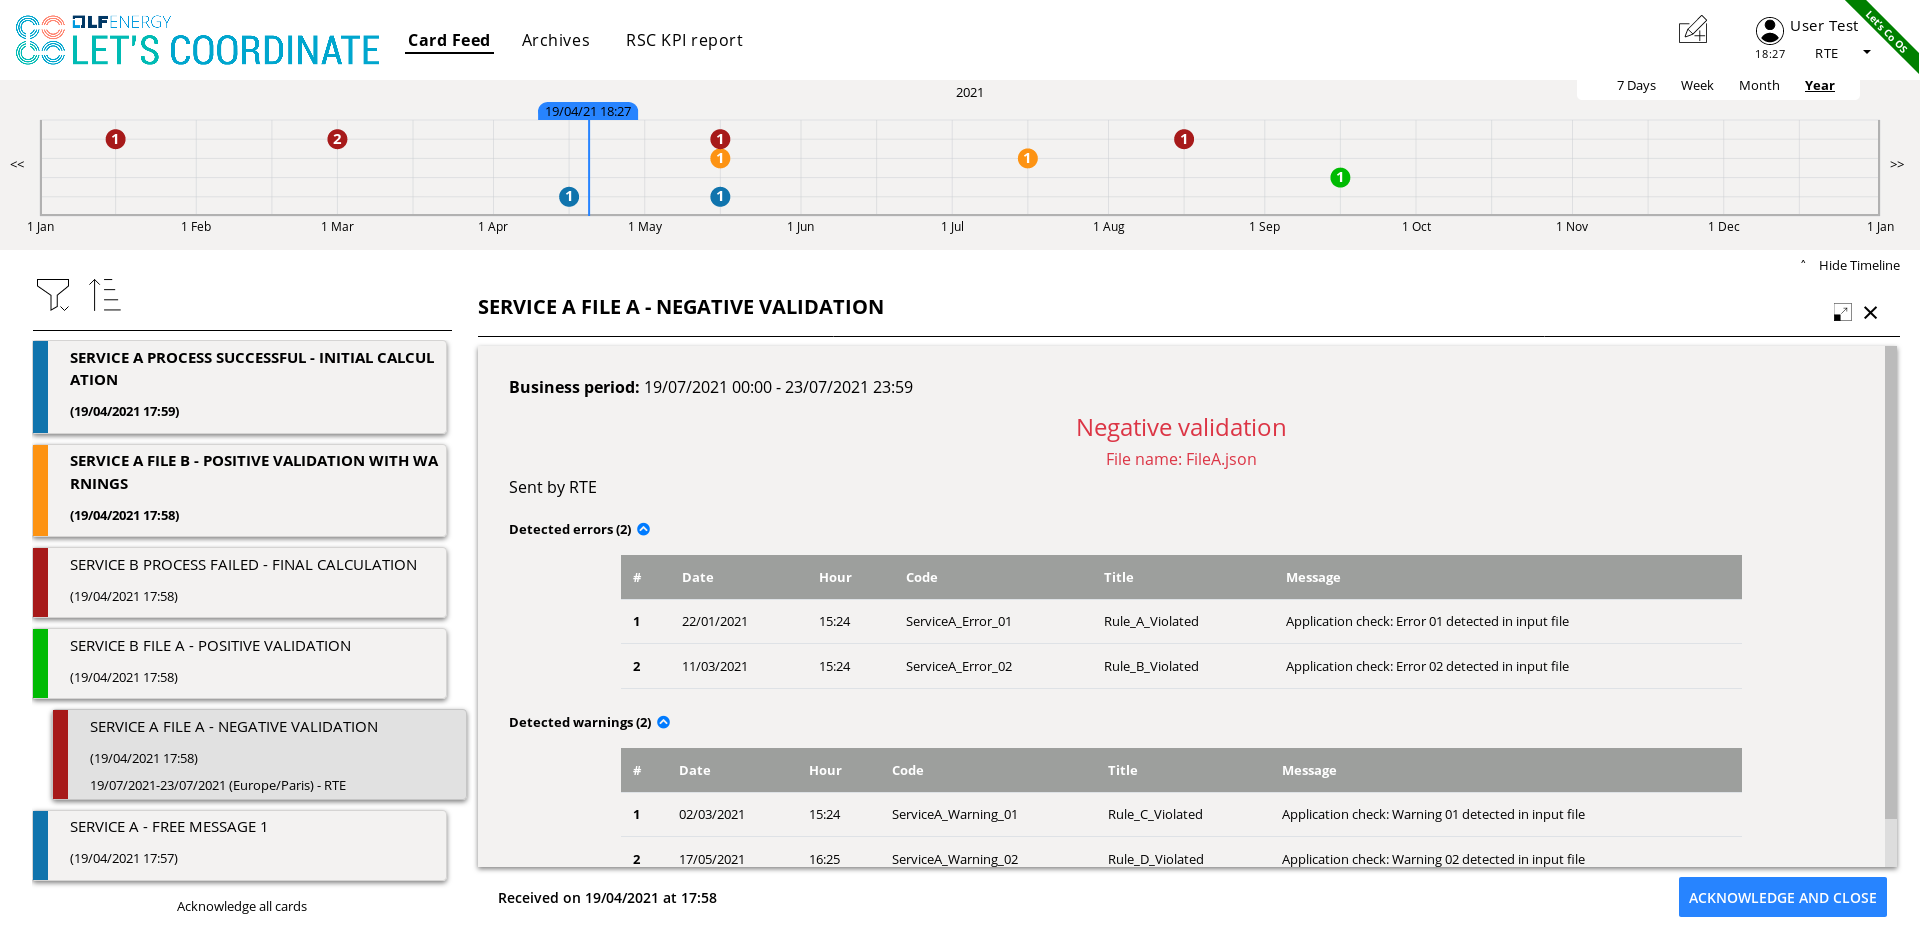 LF ENERGY
LET'S COORDINATE
Card Feed
Archives
RSC KPI report
User Test
18:27
RTE
Let's Co OS
7 Days
Week
Month
Year
2021
19/04/21 18:27
1
2
1
1
1
1
1
1
1
<<
>>
1 Jan
1 Feb
1 Mar
1 Apr
1 May
1 Jun
1 Jul
1 Aug
1 Sep
1 Oct
1 Nov
1 Dec
1 Jan
Hide Timeline
SERVICE A PROCESS SUCCESSFUL - INITIAL CALCUL
ATION
(19/04/2021 17:59)
SERVICE A FILE B - POSITIVE VALIDATION WITH WA
RNINGS
(19/04/2021 17:58)
SERVICE B PROCESS FAILED - FINAL CALCULATION
(19/04/2021 17:58)
SERVICE B FILE A - POSITIVE VALIDATION
(19/04/2021 17:58)
SERVICE A FILE A - NEGATIVE VALIDATION
(19/04/2021 17:58)
19/07/2021-23/07/2021 (Europe/Paris) - RTE
SERVICE A - FREE MESSAGE 1
(19/04/2021 17:57)
Acknowledge all cards
SERVICE A FILE A - NEGATIVE VALIDATION
Business period: 19/07/2021 00:00 - 23/07/2021 23:59
Negative validation
File name: FileA.json
Sent by RTE
Detected errors (2)
# Date Hour Code Title Message
1 22/01/2021 15:24 ServiceA_Error_01 Rule_A_Violated Application check: Error 01 detected in input file
2 11/03/2021 15:24 ServiceA_Error_02 Rule_B_Violated Application check: Error 02 detected in input file
Detected warnings (2)
# Date Hour Code Title Message
1 02/03/2021 15:24 ServiceA_Warning_01 Rule_C_Violated Application check: Warning 01 detected in input file
2 17/05/2021 16:25 ServiceA_Warning_02 Rule_D_Violated Application check: Warning 02 detected in input file
Received on 19/04/2021 at 17:58
ACKNOWLEDGE AND CLOSE